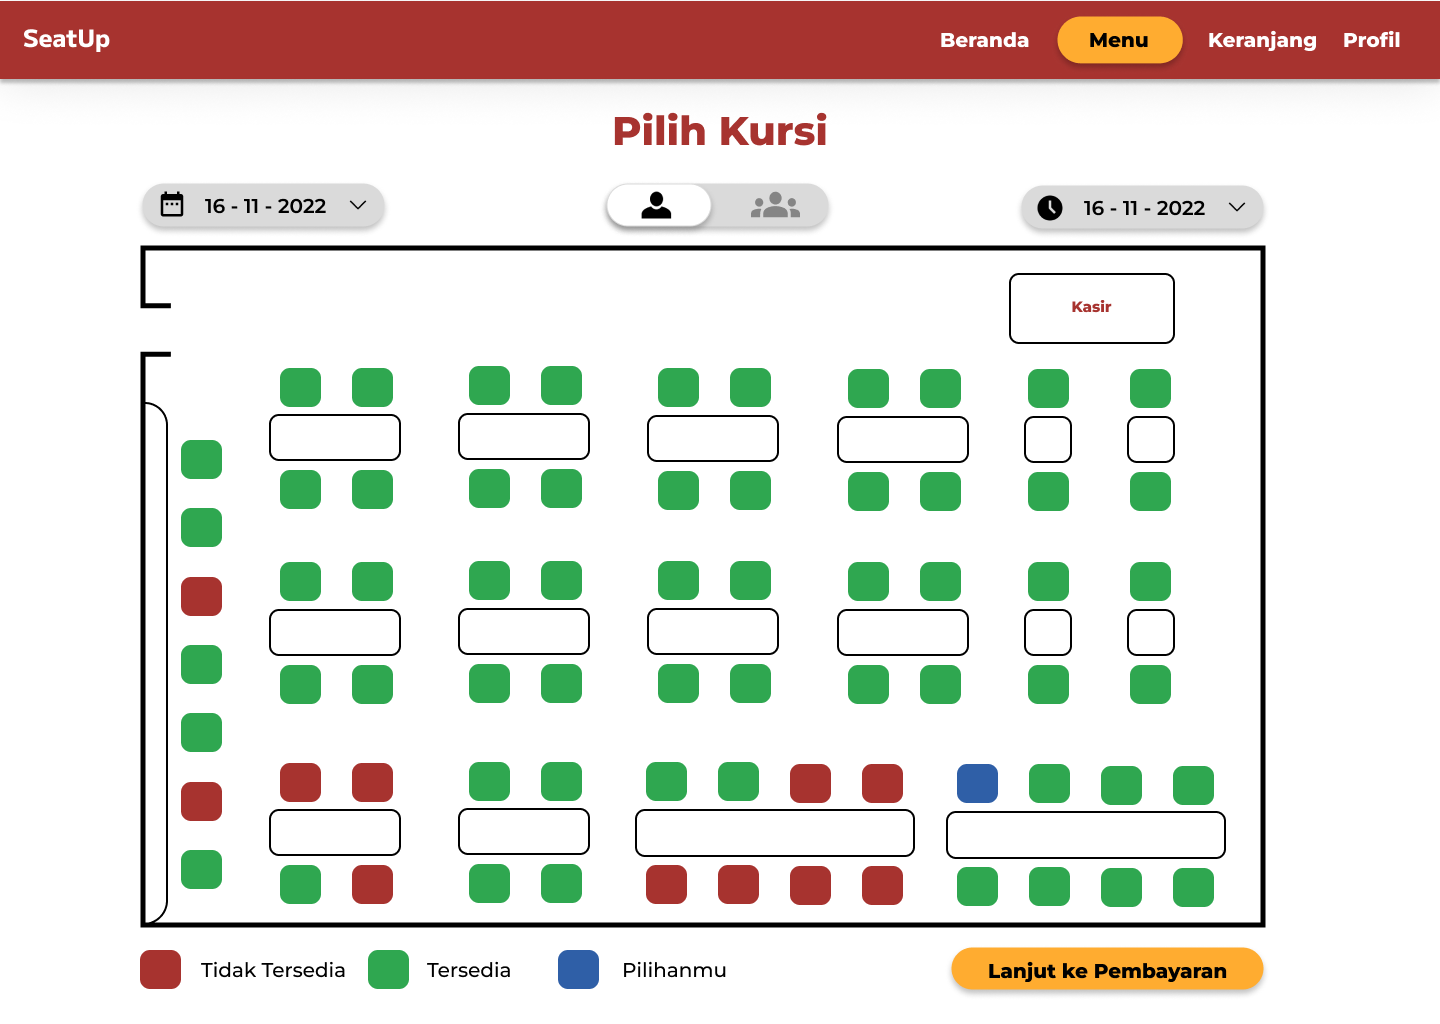 SeatUp
Beranda
Menu
Keranjang
Profil
Pilih Kursi
16 - 11 - 2022
16 - 11 - 2022
Kasir
Tidak Tersedia
Tersedia
Pilihanmu
Lanjut ke Pembayaran